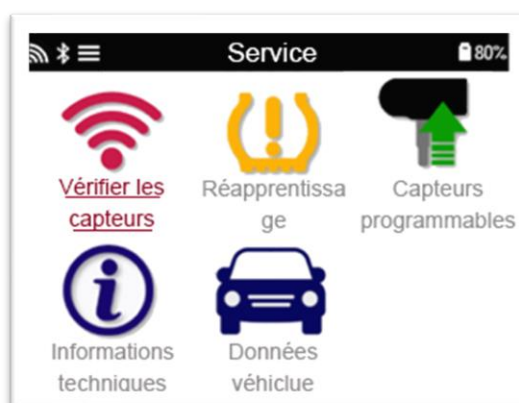 Service 80%
Vérifier les
capteurs
Réapprentissa
ge
Capteurs
programmables
Informations
techniques
Données
véhiclue